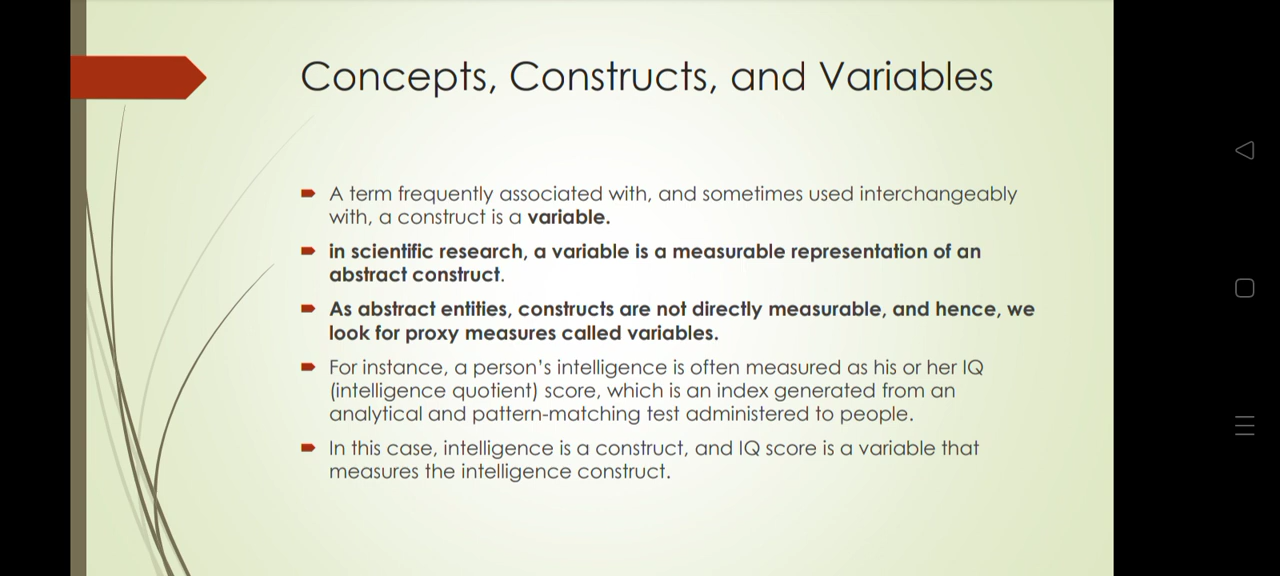 Concepts, Constructs, and Variables
A term frequently associated with, and sometimes used interchangeably
with, a construct is a variable.
in scientific research, a variable is a measurable representation of an
abstract construct.
As abstract entities, constructs are not directly measurable, and hence, we
look for proxy measures called variables.
For instance, a person's intelligence is often measured as his or her IQ
(intelligence quotient) score, which is an index generated from an
analytical and pattern-matching test administered to people.
In this case, intelligence is a construct, and IQ score is a variable that
measures the intelligence construct.